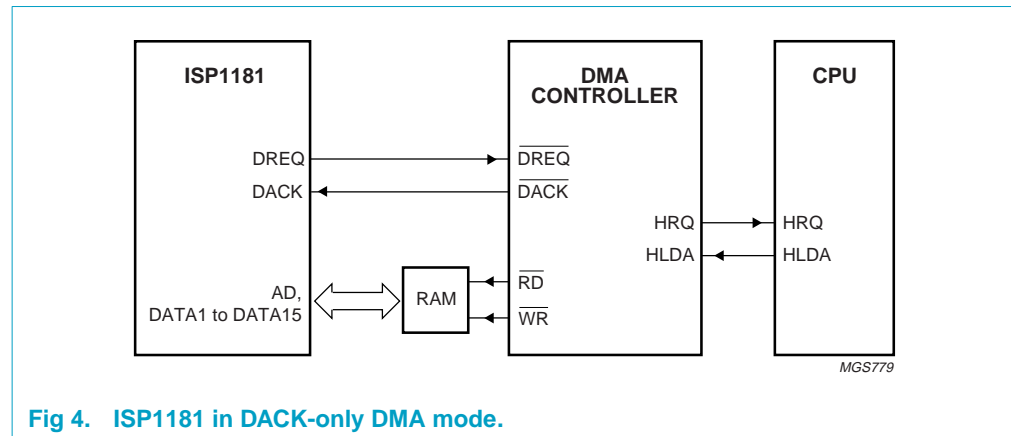 ISP1181
DREQ
DACK
AD,
DATA1 to DATA15
RAM
DMA
CONTROLLER
DREQ
DACK
RD
WR
HRQ
HLDA
CPU
HRQ
HLDA
MGS779
Fig 4. ISP1181 in DACK-only DMA mode.